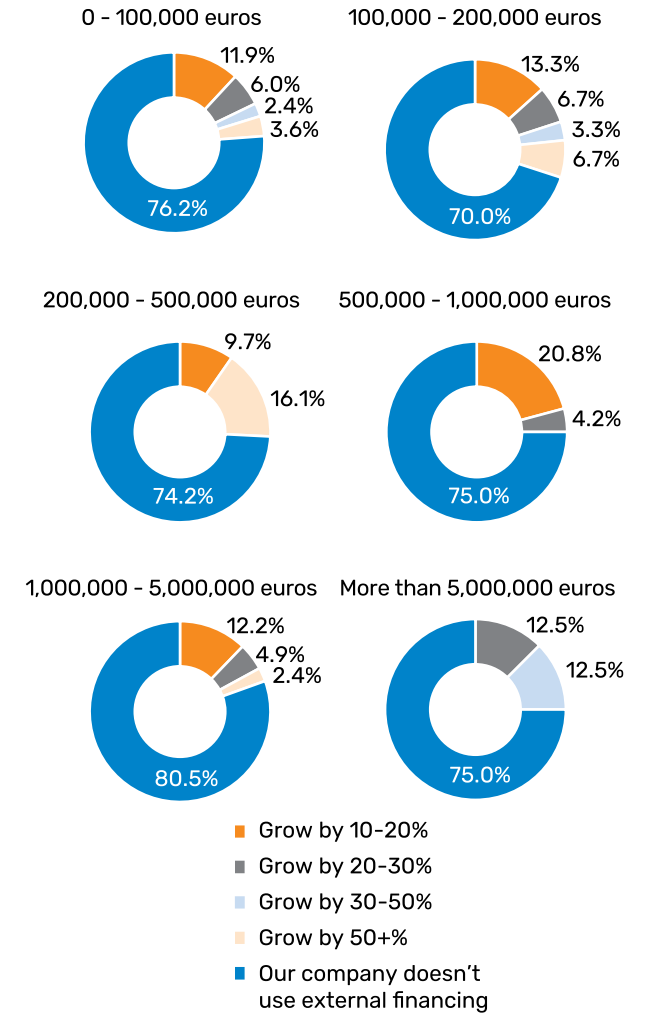 0 - 100,000 euros
11.9%
6.0%
2.4%
3.6%
76.2%
100,000 - 200,000 euros
13.3%
6.7%
3.3%
6.7%
70.0%
200,000 - 500,000 euros
9.7%
16.1%
74.2%
500,000 - 1,000,000 euros
20.8%
4.2%
75.0%
1,000,000 - 5,000,000 euros
12.2%
4.9%
2.4%
80.5%
More than 5,000,000 euros
12.5%
12.5%
75.0%
Grow by 10-20%
Grow by 20-30%
Grow by 30-50%
Grow by 50+%
Our company doesn't
use external financing